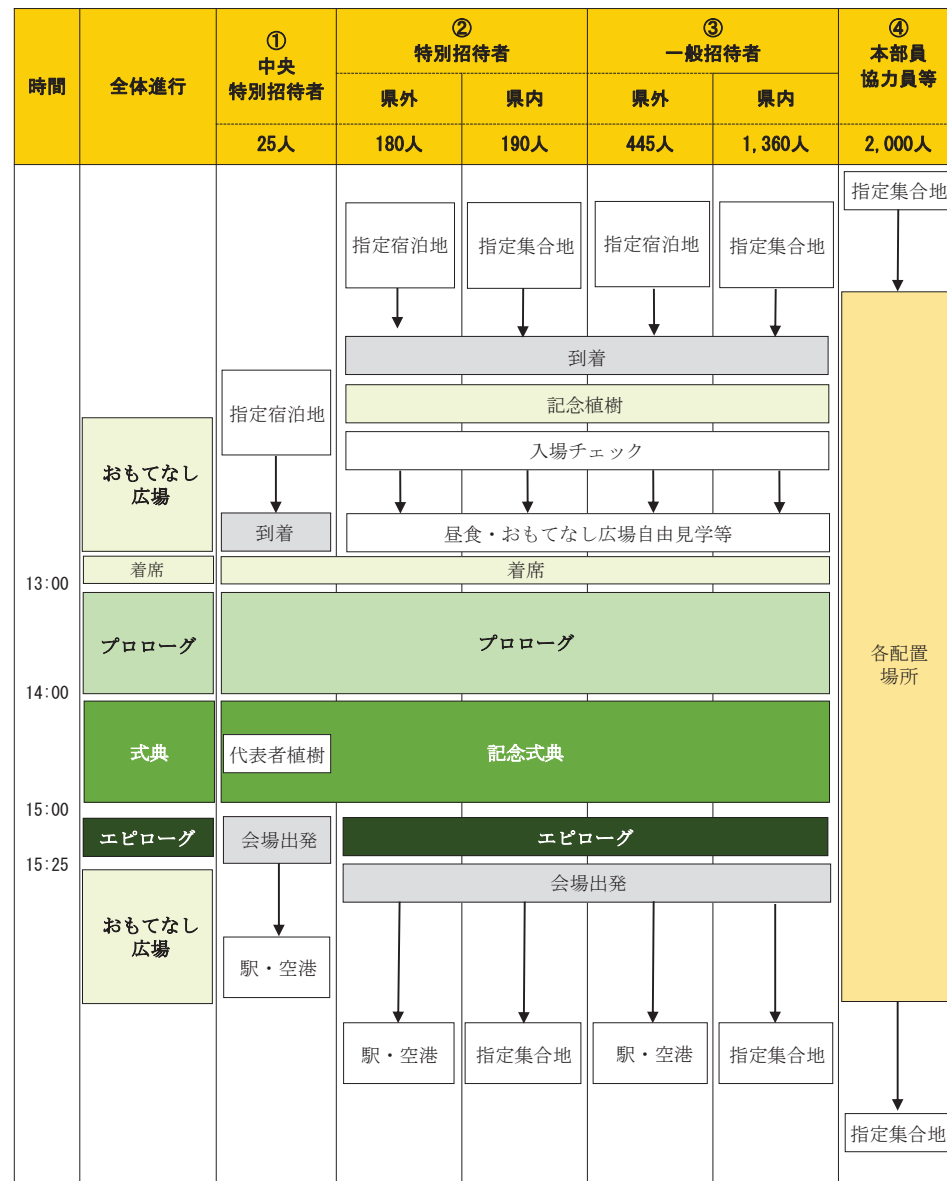 時間
全体進行
①
中央
特別招待者
25人
②
特別招待者
県外
県内
180人
190人
③
一般招待者
県外
県内
445人
1,360人
④
本部員
協力員等
2,000人
指定集合地
指定宿泊地
指定集合地
指定宿泊地
指定集合地
到着
指定宿泊地
記念植樹
入場チェック
おもてなし
広場
到着
昼食・おもてなし広場自由見学等
着席
着席
13:00
プロローグ
プロローグ
各配置
場所
14:00
式典
代表者植樹
記念式典
15:00
エピローグ
会場出発
エピローグ
15:25
会場出発
おもてなし
広場
駅・空港
駅・空港
指定集合地
駅・空港
指定集合地
指定集合地